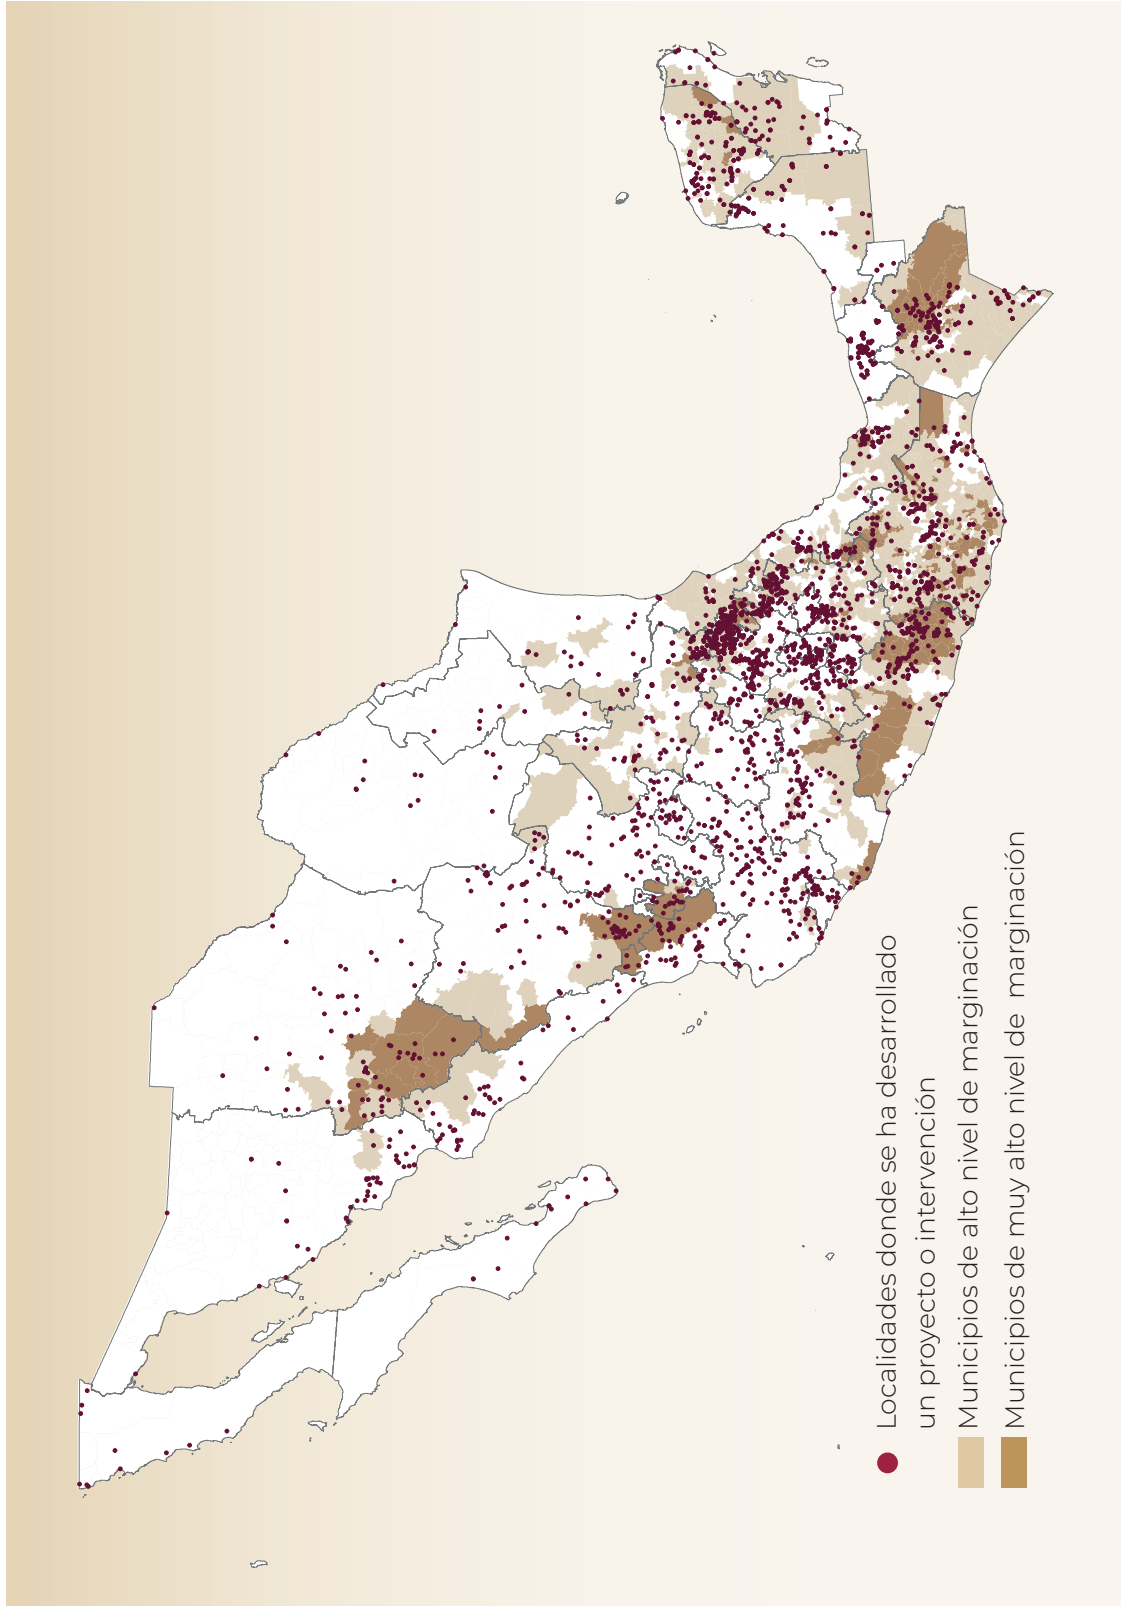 Localidades donde se ha desarrollado
un proyecto o intervención
Municipios de alto nivel de marginación
Municipios de muy alto nivel de marginación